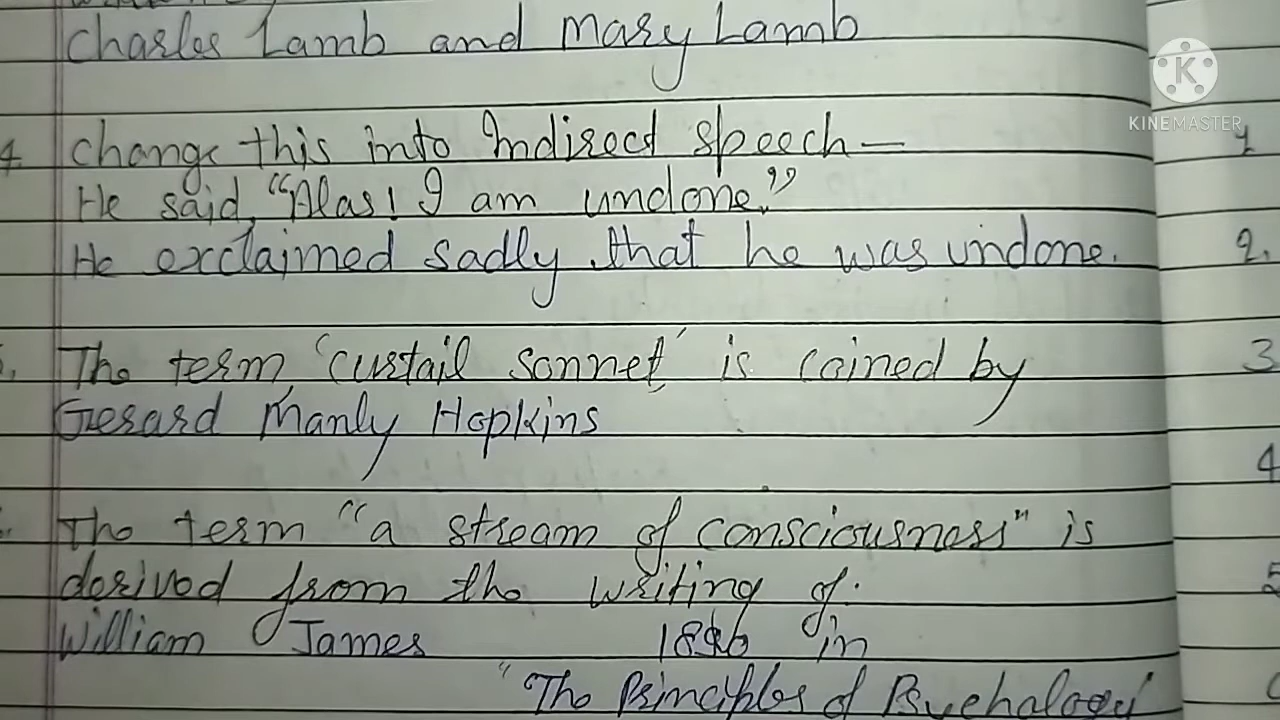 Charles Lamb and Mary Lamb
KINEMASTER
4. Change this into Indirect speech—
He said, "Alas! I am undone."
He exclaimed sadly that he was undone.
The term 'curtail sonnet' is coined by
Gerard Manly Hopkins
The term "a stream of consciousness" is
derived from the writing of.
William James in
"The Principles of Psychology"
1
2.
3
4
5